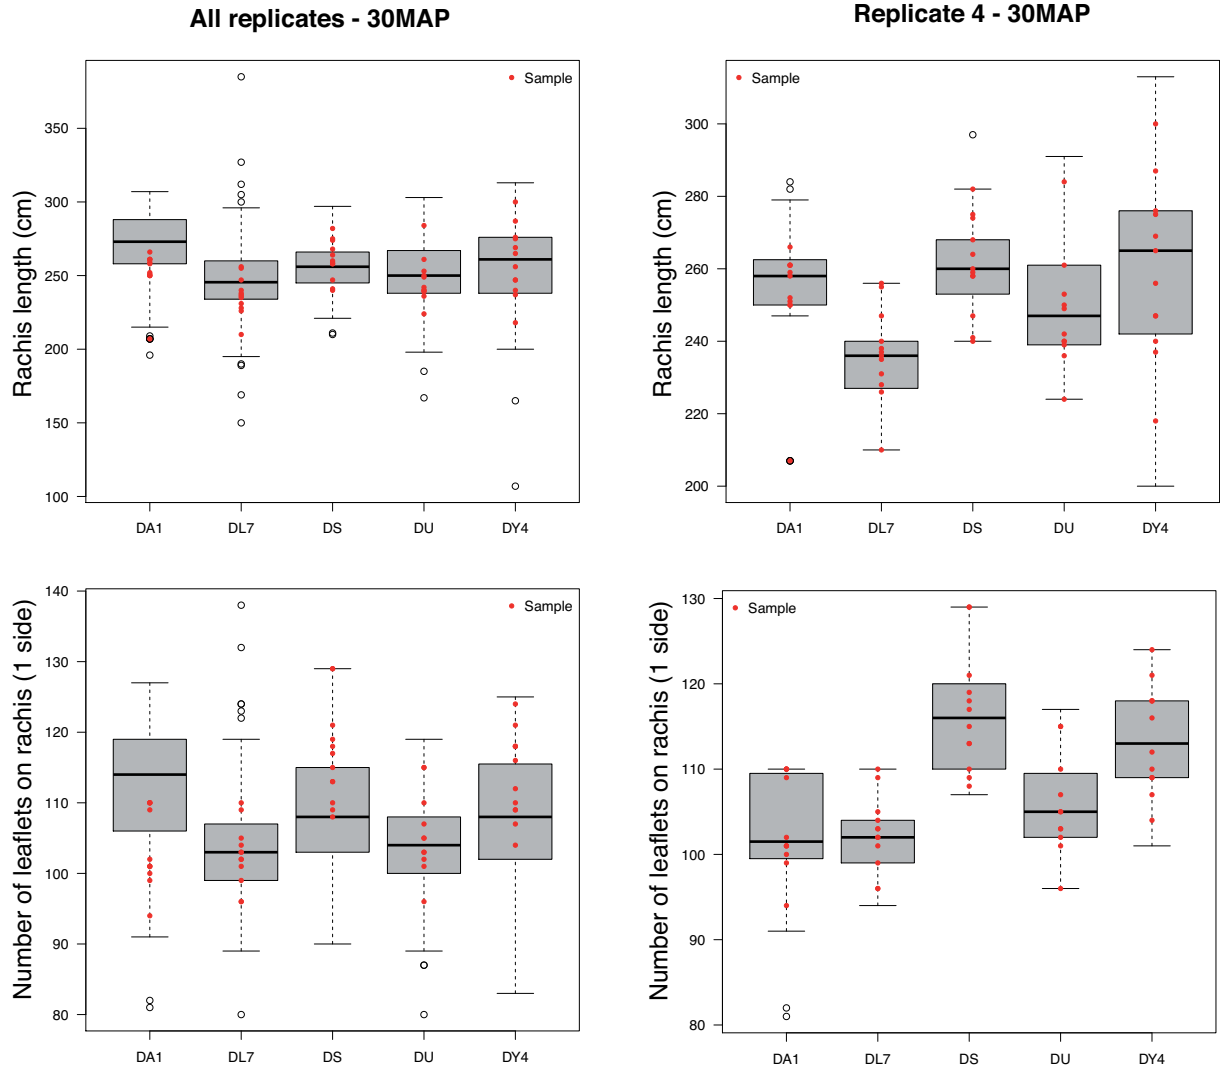 All replicates - 30MAP
Replicate 4 - 30MAP
Rachis length (cm)
350
300
250
200
150
100
Sample
DA1 DL7 DS DU DY4
Rachis length (cm)
300
280
260
240
220
200
Sample
DA1 DL7 DS DU DY4
Number of leaflets on rachis (1 side)
140
130
120
110
100
90
80
Sample
DA1 DL7 DS DU DY4
Number of leaflets on rachis (1 side)
130
120
110
100
90
80
Sample
DA1 DL7 DS DU DY4